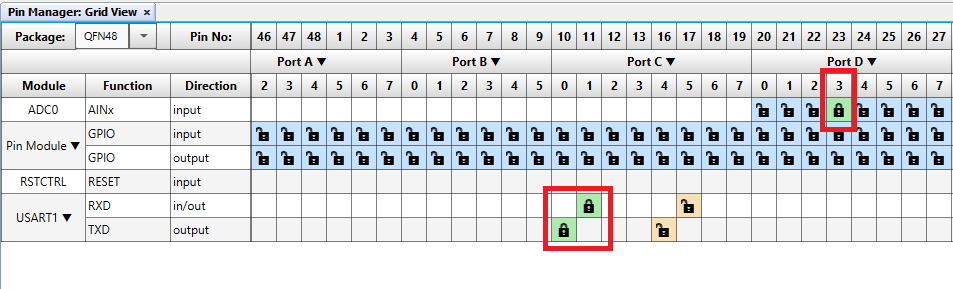 Pin Manager: Grid View ×
Package: QFN48 Pin No: 46 47 48 1 2 3 4 5 6 7 8 9 10 11 12 13 14 15 16 17 18 19 20 21 22 23 24 25 26 27
Port A ▼ Port B ▼ Port C ▼ Port D ▼
Module Function Direction 2 3 4 5 6 7 0 1 2 3 4 5 0 1 2 3 4 5 6 7 0 1 2 3 4 5 6 7
ADC0 AINx input
Pin Module ▼ GPIO input
GPIO output
RSTCTRL RESET input
USART1 ▼ RXD in/out
TXD output